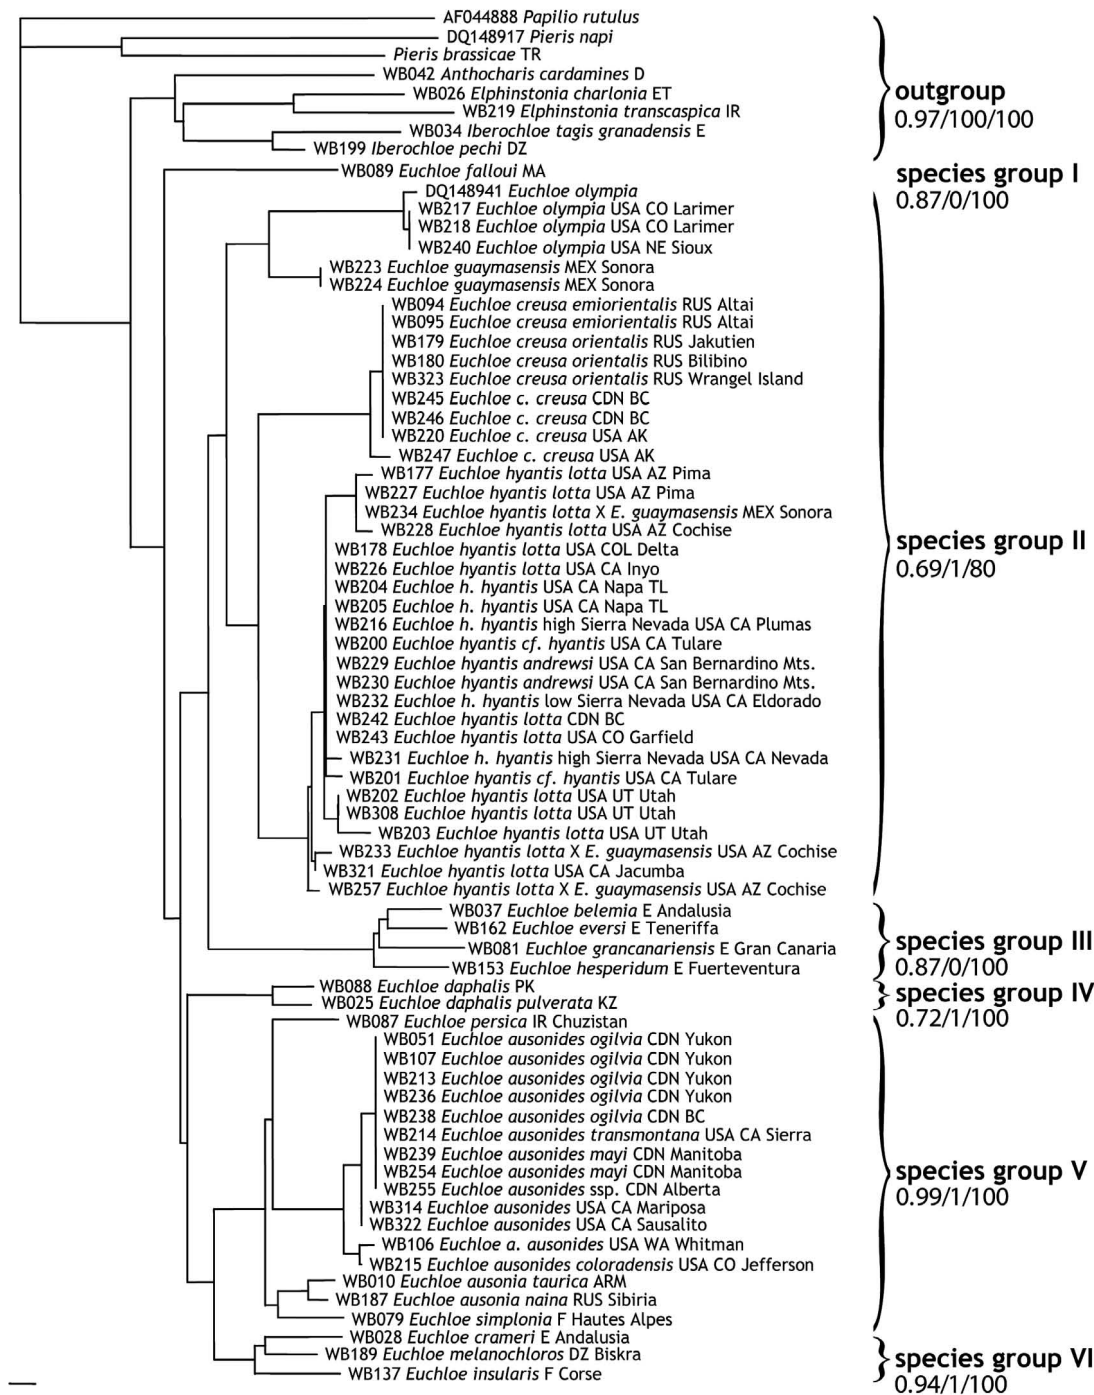 AF044888 Papilio rutulus
DQ148917 Pieris napi
Pieris brassicae TR
WB042 Anthocharis cardamines D
WB026 Elphinstonia charlonia ET
WB219 Elphinstonia transcaspica IR
WB034 Iberochloe tagis granadensis E
WB199 Iberochloe pechi DZ
outgroup
0.97/100/100
WB089 Euchloe falloui MA
species group I
0.87/0/100
DQ148941 Euchloe olympia
WB217 Euchloe olympia USA CO Larimer
WB218 Euchloe olympia USA CO Larimer
WB240 Euchloe olympia USA NE Sioux
WB223 Euchloe guaymasensis MEX Sonora
WB224 Euchloe guaymasensis MEX Sonora
WB094 Euchloe creusa emiorientalis RUS Altai
WB095 Euchloe creusa emiorientalis RUS Altai
WB179 Euchloe creusa orientalis RUS Jakutien
WB180 Euchloe creusa orientalis RUS Bilibino
WB323 Euchloe creusa orientalis RUS Wrangel Island
WB245 Euchloe c. creusa CDN BC
WB246 Euchloe c. creusa CDN BC
WB220 Euchloe c. creusa USA AK
WB247 Euchloe c. creusa USA AK
WB177 Euchloe hyantis lotta USA AZ Pima
WB227 Euchloe hyantis lotta USA AZ Pima
WB234 Euchloe hyantis lotta X E. guaymasensis MEX Sonora
WB228 Euchloe hyantis lotta USA AZ Cochise
WB178 Euchloe hyantis lotta USA COL Delta
WB226 Euchloe hyantis lotta USA CA Inyo
WB204 Euchloe h. hyantis USA CA Napa TL
WB205 Euchloe h. hyantis USA CA Napa TL
WB216 Euchloe h. hyantis high Sierra Nevada USA CA Plumas
WB200 Euchloe hyantis cf. hyantis USA CA Tulare
WB229 Euchloe hyantis andrewsi USA CA San Bernardino Mts.
WB230 Euchloe hyantis andrewsi USA CA San Bernardino Mts.
WB232 Euchloe h. hyantis low Sierra Nevada USA CA Eldorado
WB242 Euchloe hyantis lotta CDN BC
WB243 Euchloe hyantis lotta USA CO Garfield
WB231 Euchloe h. hyantis high Sierra Nevada USA CA Nevada
WB201 Euchloe hyantis cf. hyantis USA CA Tulare
WB202 Euchloe hyantis lotta USA UT Utah
WB308 Euchloe hyantis lotta USA UT Utah
WB203 Euchloe hyantis lotta USA UT Utah
WB233 Euchloe hyantis lotta X E. guaymasensis USA AZ Cochise
WB321 Euchloe hyantis lotta USA CA Jacumba
WB257 Euchloe hyantis lotta X E. guaymasensis USA AZ Cochise
species group II
0.69/1/80
WB037 Euchloe belemia E Andalusia
WB162 Euchloe eversi E Teneriffa
WB081 Euchloe grancanariensis E Gran Canaria
WB153 Euchloe hesperidum E Fuerteventura
species group III
0.87/0/100
WB088 Euchloe daphalis PK
WB025 Euchloe daphalis pulverata KZ
species group IV
0.72/1/100
WB087 Euchloe persica IR Chuzistan
WB051 Euchloe ausonides ogilvia CDN Yukon
WB107 Euchloe ausonides ogilvia CDN Yukon
WB213 Euchloe ausonides ogilvia CDN Yukon
WB236 Euchloe ausonides ogilvia CDN Yukon
WB238 Euchloe ausonides ogilvia CDN BC
WB214 Euchloe ausonides transmontana USA CA Sierra
WB239 Euchloe ausonides mayi CDN Manitoba
WB254 Euchloe ausonides mayi CDN Manitoba
WB255 Euchloe ausonides ssp. CDN Alberta
WB314 Euchloe ausonides USA CA Mariposa
WB322 Euchloe ausonides USA CA Sausalito
WB106 Euchloe a. ausonides USA WA Whitman
WB215 Euchloe ausonides coloradensis USA CO Jefferson
WB010 Euchloe ausonia taurica ARM
WB187 Euchloe ausonia naina RUS Sibiria
WB079 Euchloe simplonia F Hautes Alpes
species group V
0.99/1/100
WB028 Euchloe crameri E Andalusia
WB189 Euchloe melanochloros DZ Biskra
WB137 Euchloe insularis F Corse
species group VI
0.94/1/100